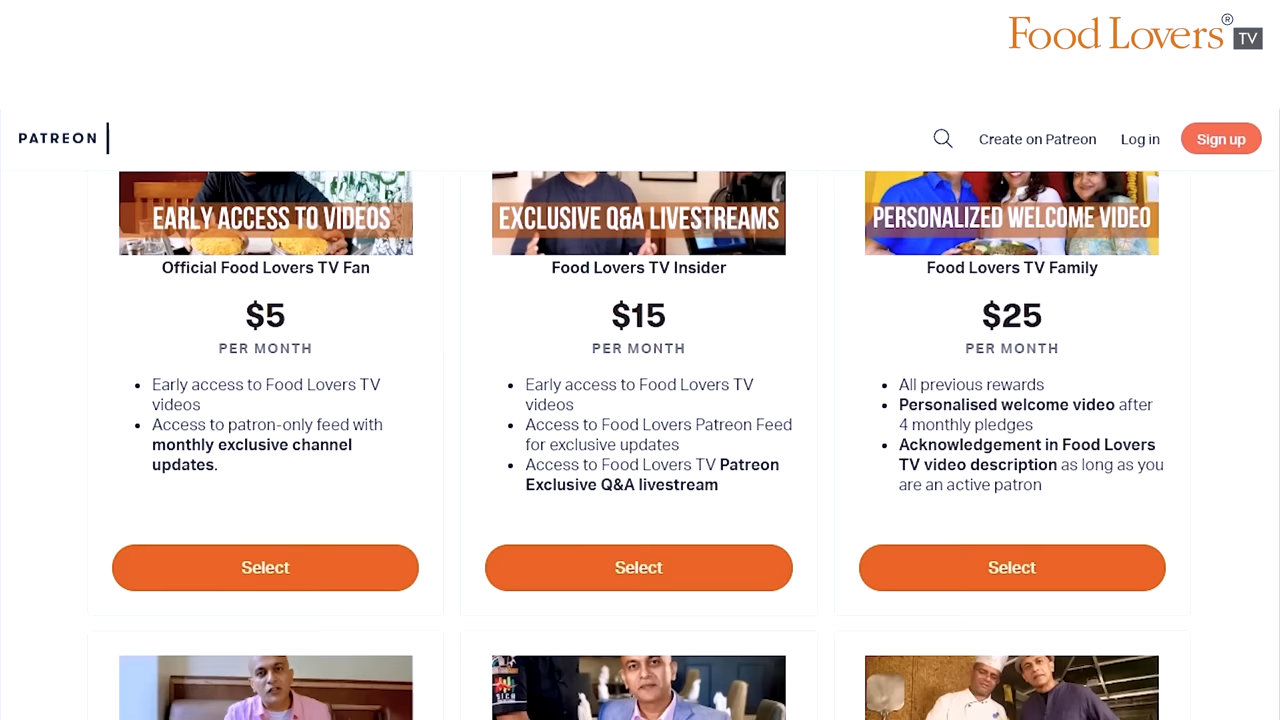 Food Lovers® TV
PATREON
Create on Patreon
Log in
Sign up
EARLY ACCESS TO VIDEOS
Official Food Lovers TV Fan
$5
PER MONTH
• Early access to Food Lovers TV
videos
• Access to patron-only feed with
monthly exclusive channel
updates.
Select
EXCLUSIVE Q&A LIVESTREAMS
Food Lovers TV Insider
$15
PER MONTH
• Early access to Food Lovers TV
videos
• Access to Food Lovers Patreon Feed
for exclusive updates
• Access to Food Lovers TV Patreon
Exclusive Q&A livestream
Select
PERSONALIZED WELCOME VIDEO
Food Lovers TV Family
$25
PER MONTH
• All previous rewards
• Personalised welcome video after
4 monthly pledges
• Acknowledgement in Food Lovers
TV video description as long as you
are an active patron
Select